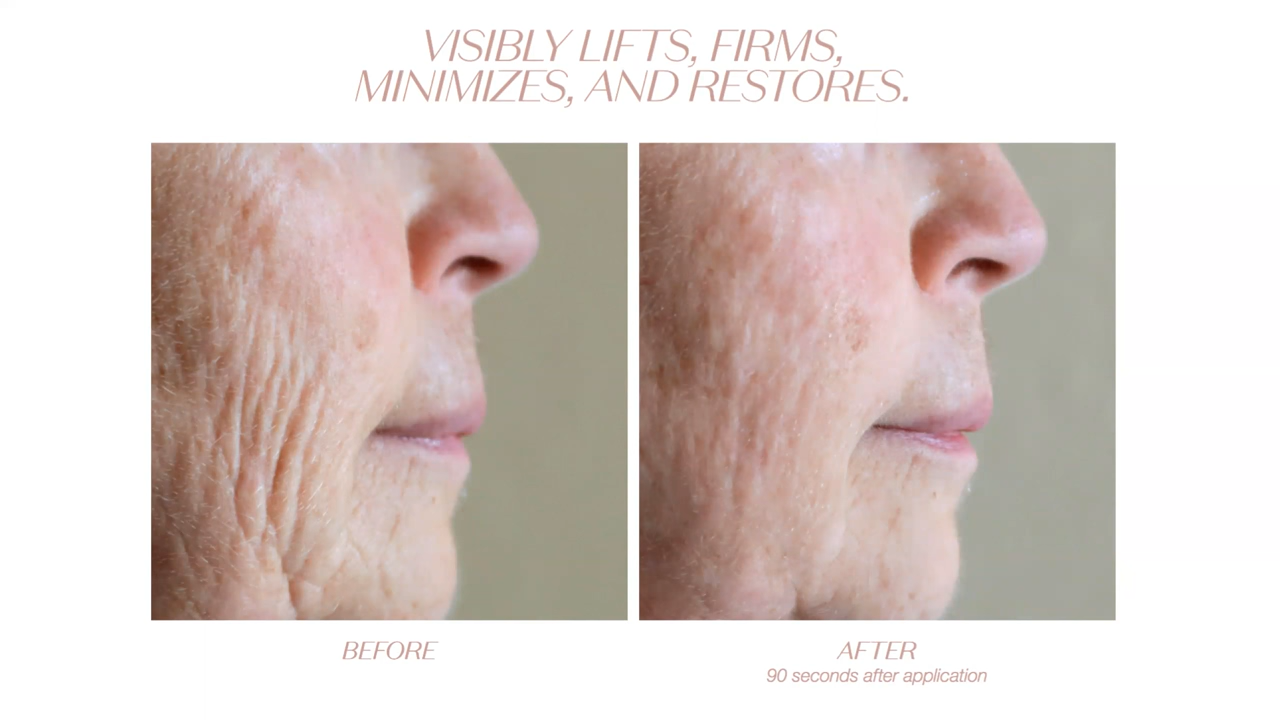 VISIBLY LIFTS, FIRMS,
MINIMIZES, AND RESTORES.
BEFORE
AFTER
90 seconds after application